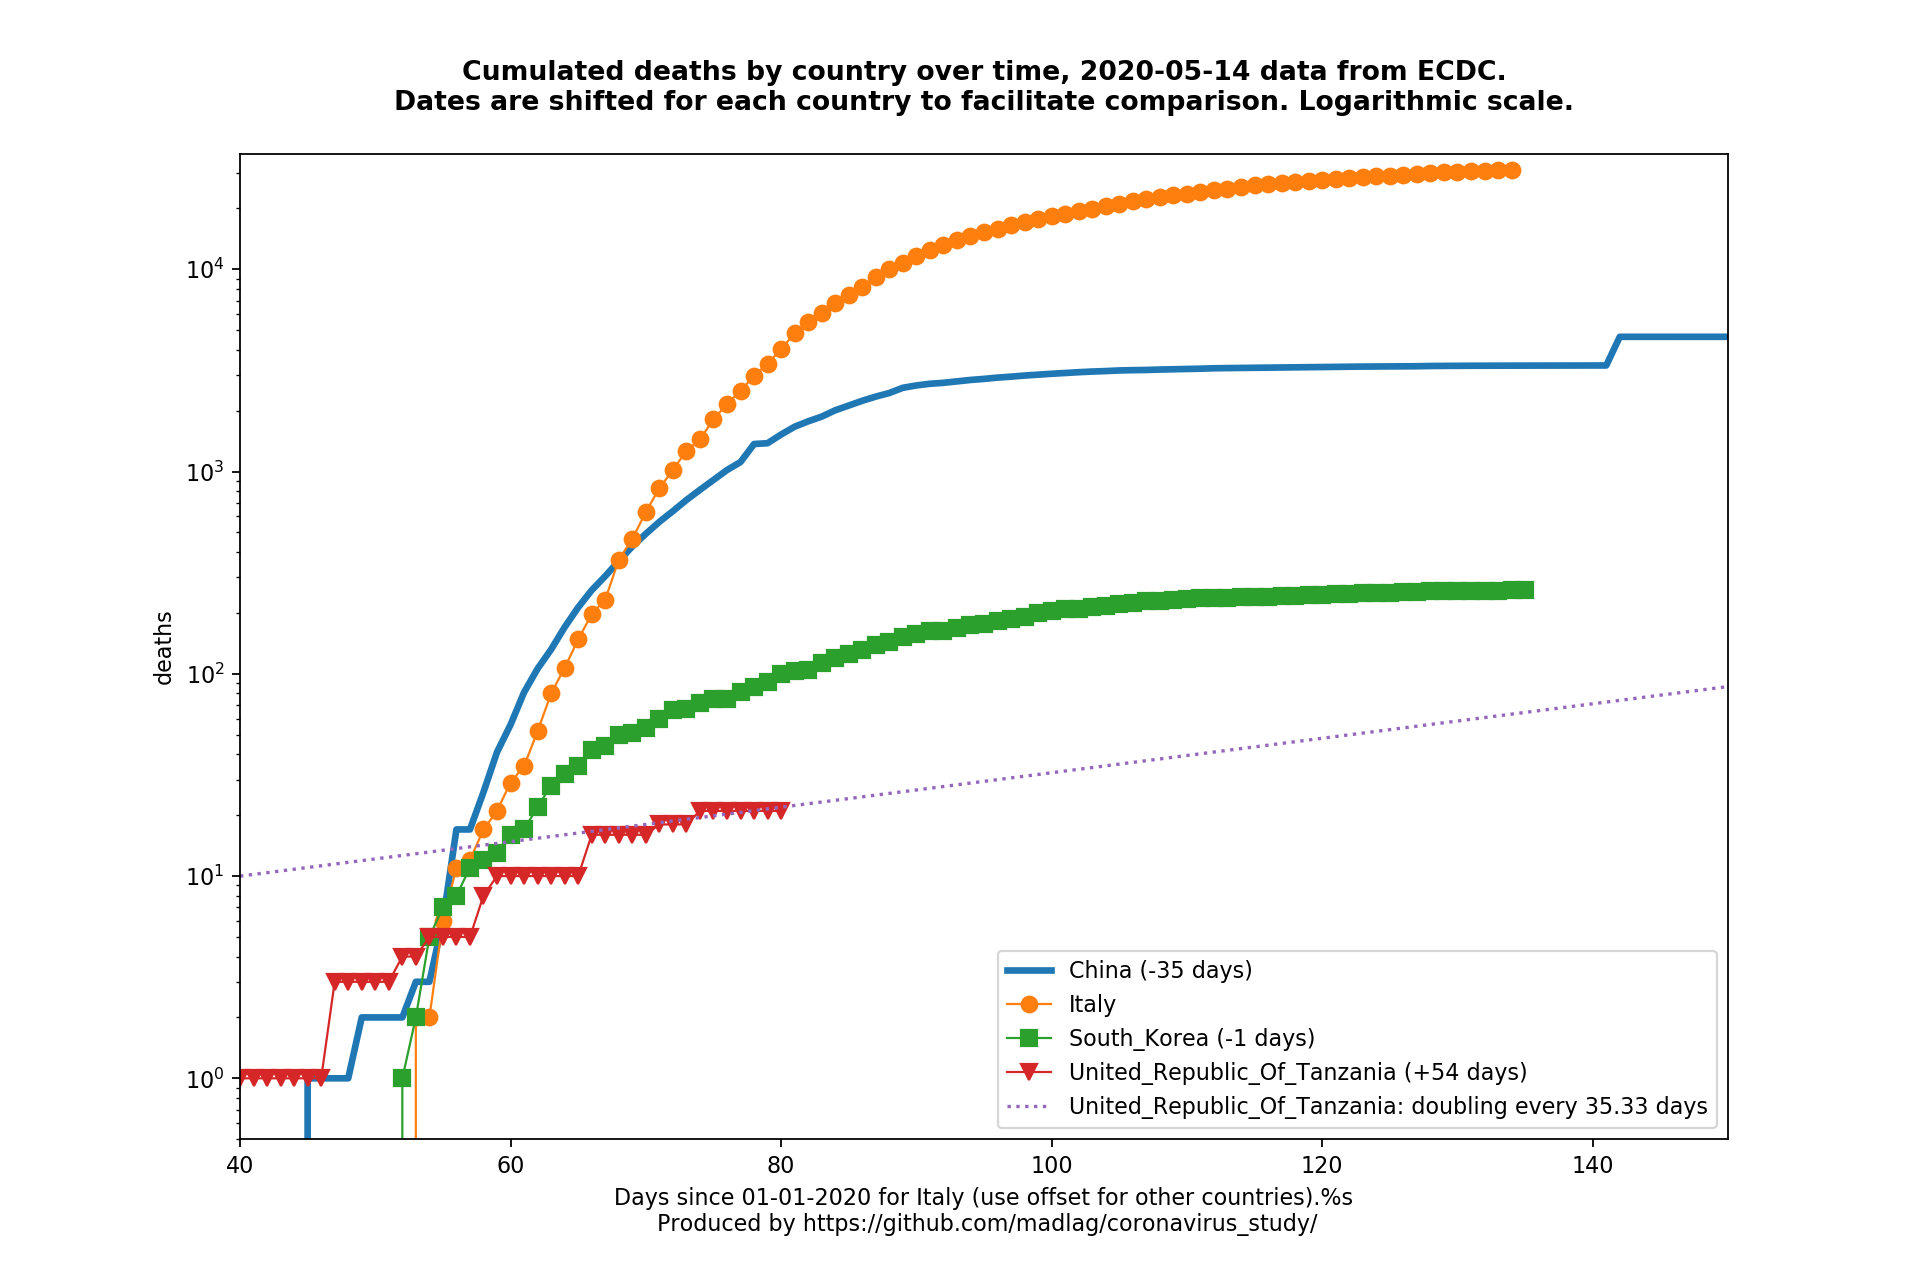 Cumulated deaths by country over time, 2020-05-14 data from ECDC.
Dates are shifted for each country to facilitate comparison. Logarithmic scale.
10^4
10^3
10^2
10^1
10^0
deaths
China (-35 days)
Italy
South_Korea (-1 days)
United_Republic_Of_Tanzania (+54 days)
United_Republic_Of_Tanzania: doubling every 35.33 days
40 60 80 100 120 140
Days since 01-01-2020 for Italy (use offset for other countries).%s
Produced by https://github.com/madlag/coronavirus_study/